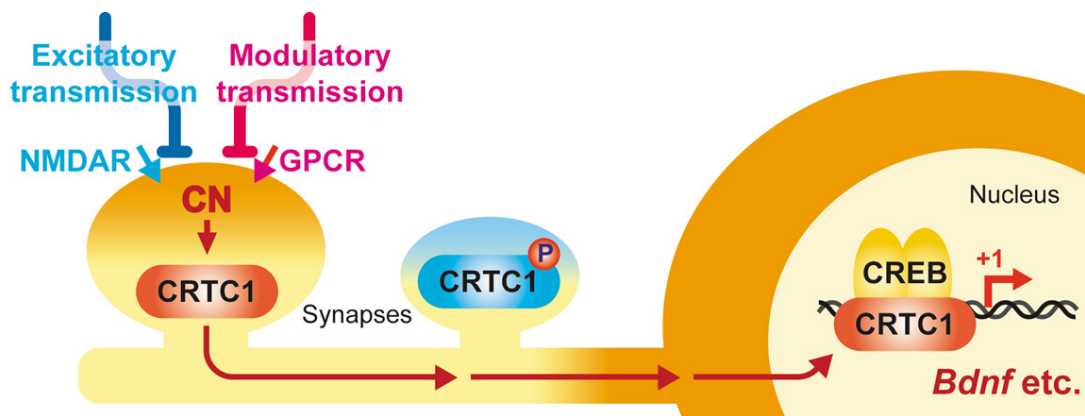 Excitatory
transmission
Modulatory
transmission
NMDAR
GPCR
CN
CRTC1
Synapses
CRTC1
P
Nucleus
CREB
+1
CRTC1
Bdnf etc.